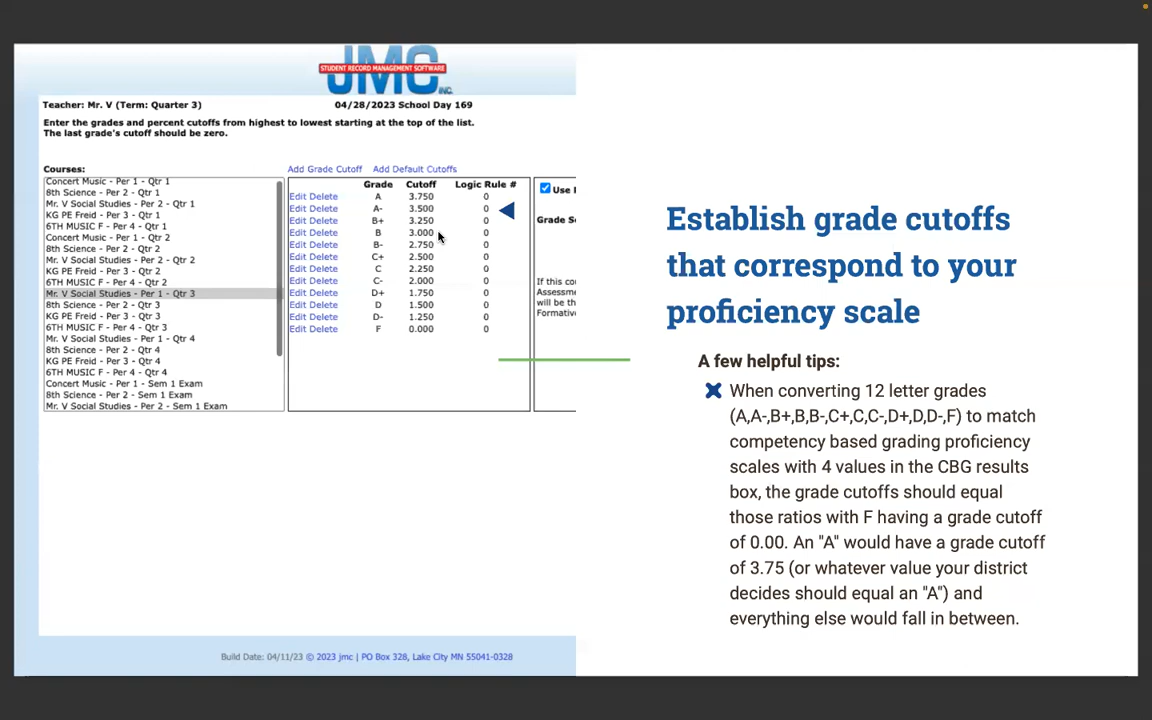 JMC
STUDENT RECORD MANAGEMENT SOFTWARE
INC.
Teacher: Mr. V (Term: Quarter 3) 04/28/2023 School Day 169
Enter the grades and percent cutoffs from highest to lowest starting at the top of the list.
The last grade's cutoff should be zero.
Courses:
Concert Music - Per 1 - Qtr 1
8th Science - Per 2 - Qtr 1
Mr. V Social Studies - Per 2 - Qtr 1
KG PE Freid - Per 3 - Qtr 1
6TH MUSIC F - Per 4 - Qtr 1
Concert Music - Per 1 - Qtr 2
8th Science - Per 2 - Qtr 2
Mr. V Social Studies - Per 2 - Qtr 2
KG PE Freid - Per 3 - Qtr 2
6TH MUSIC F - Per 4 - Qtr 2
Mr. V Social Studies - Per 1 - Qtr 3
8th Science - Per 2 - Qtr 3
KG PE Freid - Per 3 - Qtr 3
6TH MUSIC F - Per 4 - Qtr 3
Mr. V Social Studies - Per 1 - Qtr 4
8th Science - Per 2 - Qtr 4
KG PE Freid - Per 3 - Qtr 4
6TH MUSIC F - Per 4 - Qtr 4
Concert Music - Per 1 - Sem 1 Exam
8th Science - Per 2 - Sem 1 Exam
Mr. V Social Studies - Per 2 - Sem 1 Exam
Add Grade Cutoff Add Default Cutoffs
Grade Cutoff Logic Rule #
Edit Delete A 3.750 0
Edit Delete A- 3.500 0
Edit Delete B+ 3.250 0
Edit Delete B 3.000 0
Edit Delete B- 2.750 0
Edit Delete C+ 2.500 0
Edit Delete C 2.250 0
Edit Delete C- 2.000 0
Edit Delete D+ 1.750 0
Edit Delete D 1.500 0
Edit Delete D- 1.250 0
Edit Delete F 0.000 0
Use
Grade
If this co
Assessm
will be th
Formativ
Build Date: 04/11/23 © 2023 jmc | PO Box 328, Lake City MN 55041-0328
Establish grade cutoffs
that correspond to your
proficiency scale
A few helpful tips:
When converting 12 letter grades
(A,A-,B+,B,B-,C+,C,C-,D+,D,D-,F) to match
competency based grading proficiency
scales with 4 values in the CBG results
box, the grade cutoffs should equal
those ratios with F having a grade cutoff
of 0.00. An "A" would have a grade cutoff
of 3.75 (or whatever value your district
decides should equal an "A") and
everything else would fall in between.